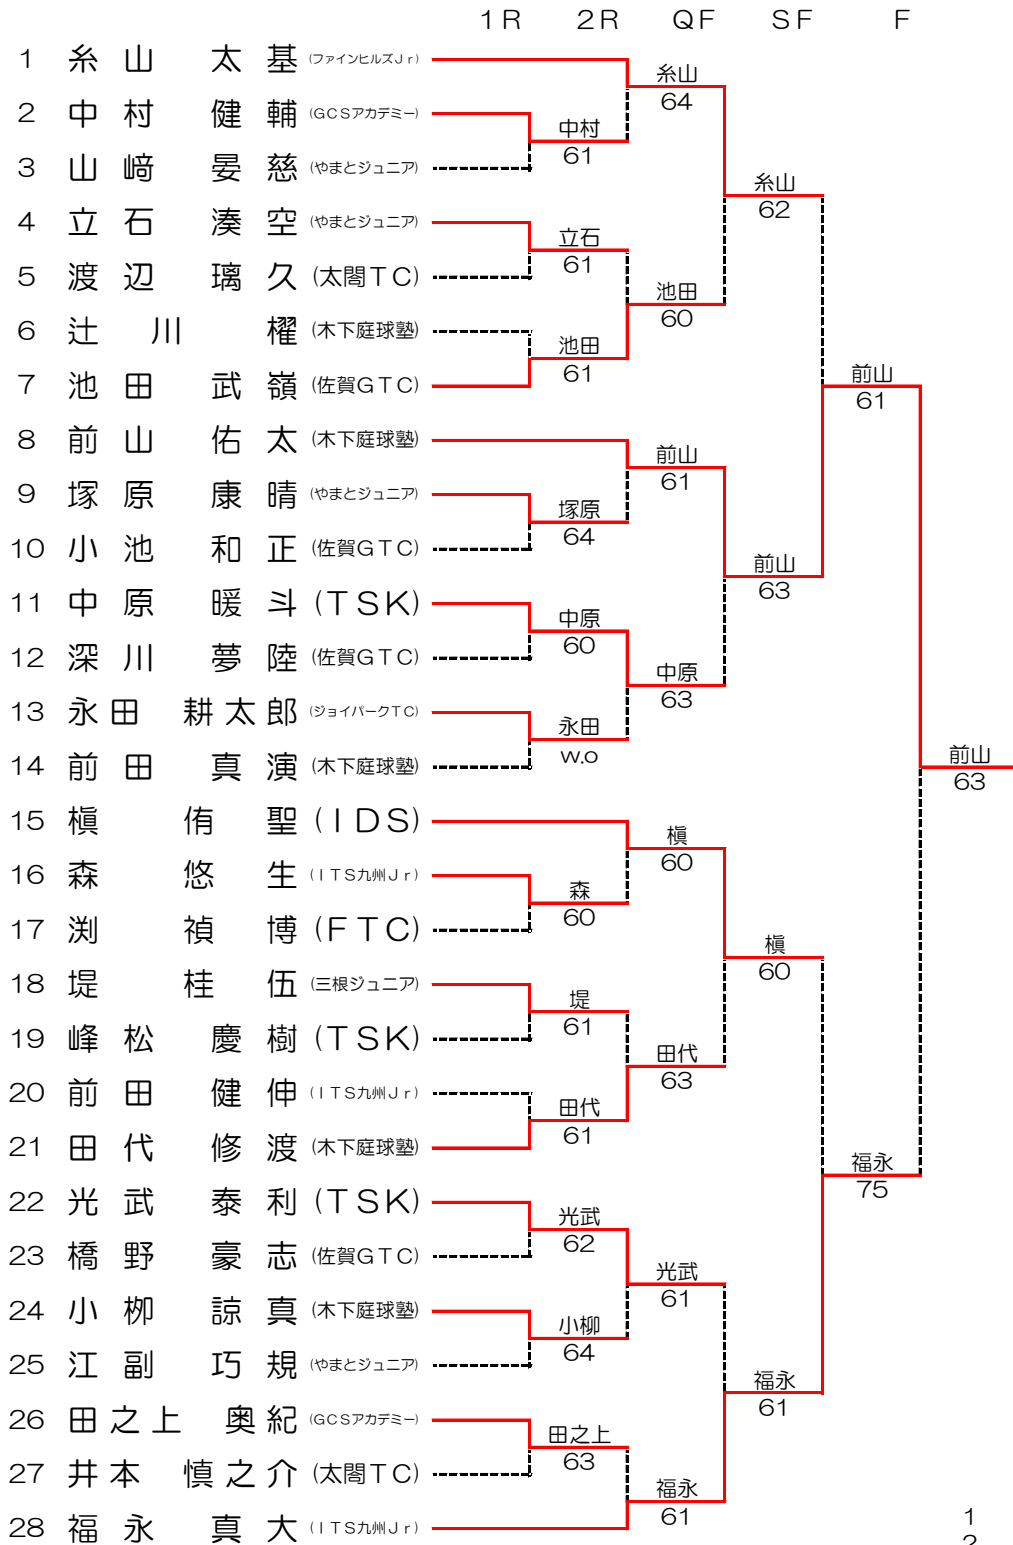 1R 2R QF SF F
1 糸山 太基 (ファインヒルズJr)
糸山
64
2 中村 健輔 (GCSアカデミー)
中村
61
3 山﨑 晏慈 (やまとジュニア)
糸山
62
4 立石 湊空 (やまとジュニア)
立石
61
5 渡辺 璃久 (太閤TC)
池田
60
6 辻川 櫂 (木下庭球塾)
池田
61
7 池田 武嶺 (佐賀GTC)
前山
61
8 前山 佑太 (木下庭球塾)
前山
61
9 塚原 康晴 (やまとジュニア)
塚原
64
10 小池 和正 (佐賀GTC)
前山
63
11 中原 暖斗 (TSK)
中原
60
12 深川 夢陸 (佐賀GTC)
中原
63
13 永田 耕太郎 (ジョイパークTC)
永田
w.o
14 前田 真演 (木下庭球塾)
前山
63
15 槇 侑聖 (IDS)
槇
60
16 森 悠生 (ITS九州Jr)
森
60
17 渕 禎博 (FTC)
槇
60
18 堤 桂伍 (三根ジュニア)
堤
61
19 峰松 慶樹 (TSK)
田代
63
20 前田 健伸 (ITS九州Jr)
田代
61
21 田代 修渡 (木下庭球塾)
福永
75
22 光武 泰利 (TSK)
光武
62
23 橋野 豪志 (佐賀GTC)
光武
61
24 小栁 諒真 (木下庭球塾)
小柳
64
25 江副 巧規 (やまとジュニア)
福永
61
26 田之上 奥紀 (GCSアカデミー)
田之上
63
27 井本 慎之介 (太閤TC)
福永
61
28 福永 真大 (ITS九州Jr)
1